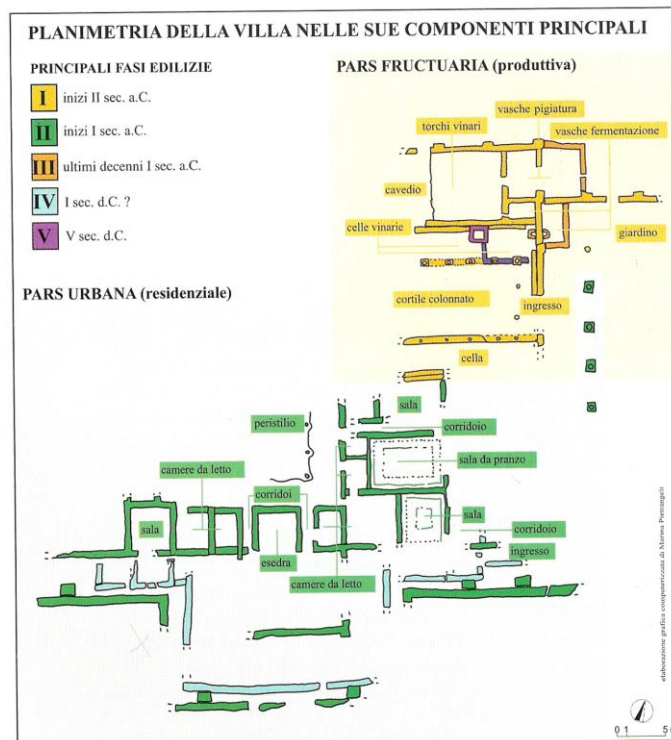 PLANIMETRIA DELLA VILLA NELLE SUE COMPONENTI PRINCIPALI
PRINCIPALI FASI EDILIZIE
I inizi II sec. a.C.
II inizi I sec. a.C.
III ultimi decenni I sec. a.C.
IV I sec. d.C. ?
V V sec. d.C.
PARS FRUCTUARIA (produttiva)
vasche pigiatura
torchi vinari
vasche fermentazione
cavedio
celle vinarie
giardino
cortile colonnato
ingresso
cella
PARS URBANA (residenziale)
sala
peristilio
corridoio
camere da letto
sala da pranzo
corridoi
sala
sala
corridoio
esedra
ingresso
camere da letto
elaborazione grafica computerizzata di Marina Pietrangeli
0 1 5